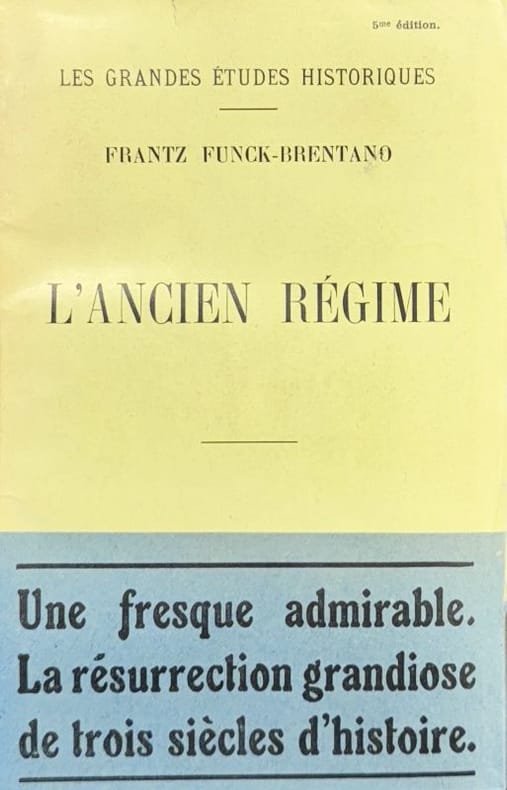 5me édition.
LES GRANDES ÉTUDES HISTORIQUES
FRANTZ FUNCK-BRENTANO
L'ANCIEN RÉGIME
Une fresque admirable.
La résurrection grandiose
de trois siècles d'histoire.